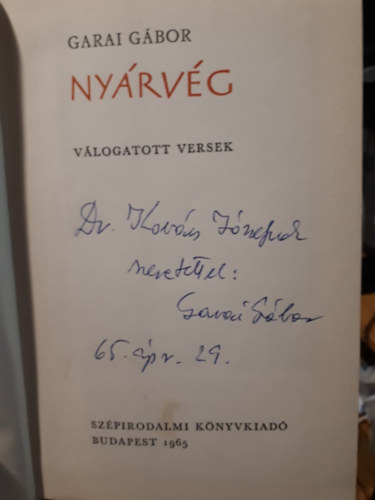 GARAI GÁBOR
NYÁRVÉG
VÁLOGATOTT VERSEK
Dr. Kovács Józsefnek
szeretettel:
Garai Gábor
65. ápr. 29.
SZÉPIRODALMI KÖNYVKIADÓ
BUDAPEST 1965